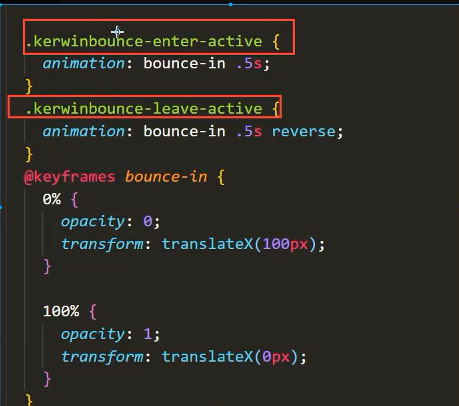 .kerwinbounce-enter-active {
animation: bounce-in .5s;
}
.kerwinbounce-leave-active {
animation: bounce-in .5s reverse;
}
@keyframes bounce-in {
0% {
opacity: 0;
transform: translateX(100px);
}
100% {
opacity: 1;
transform: translateX(0px);
}
}